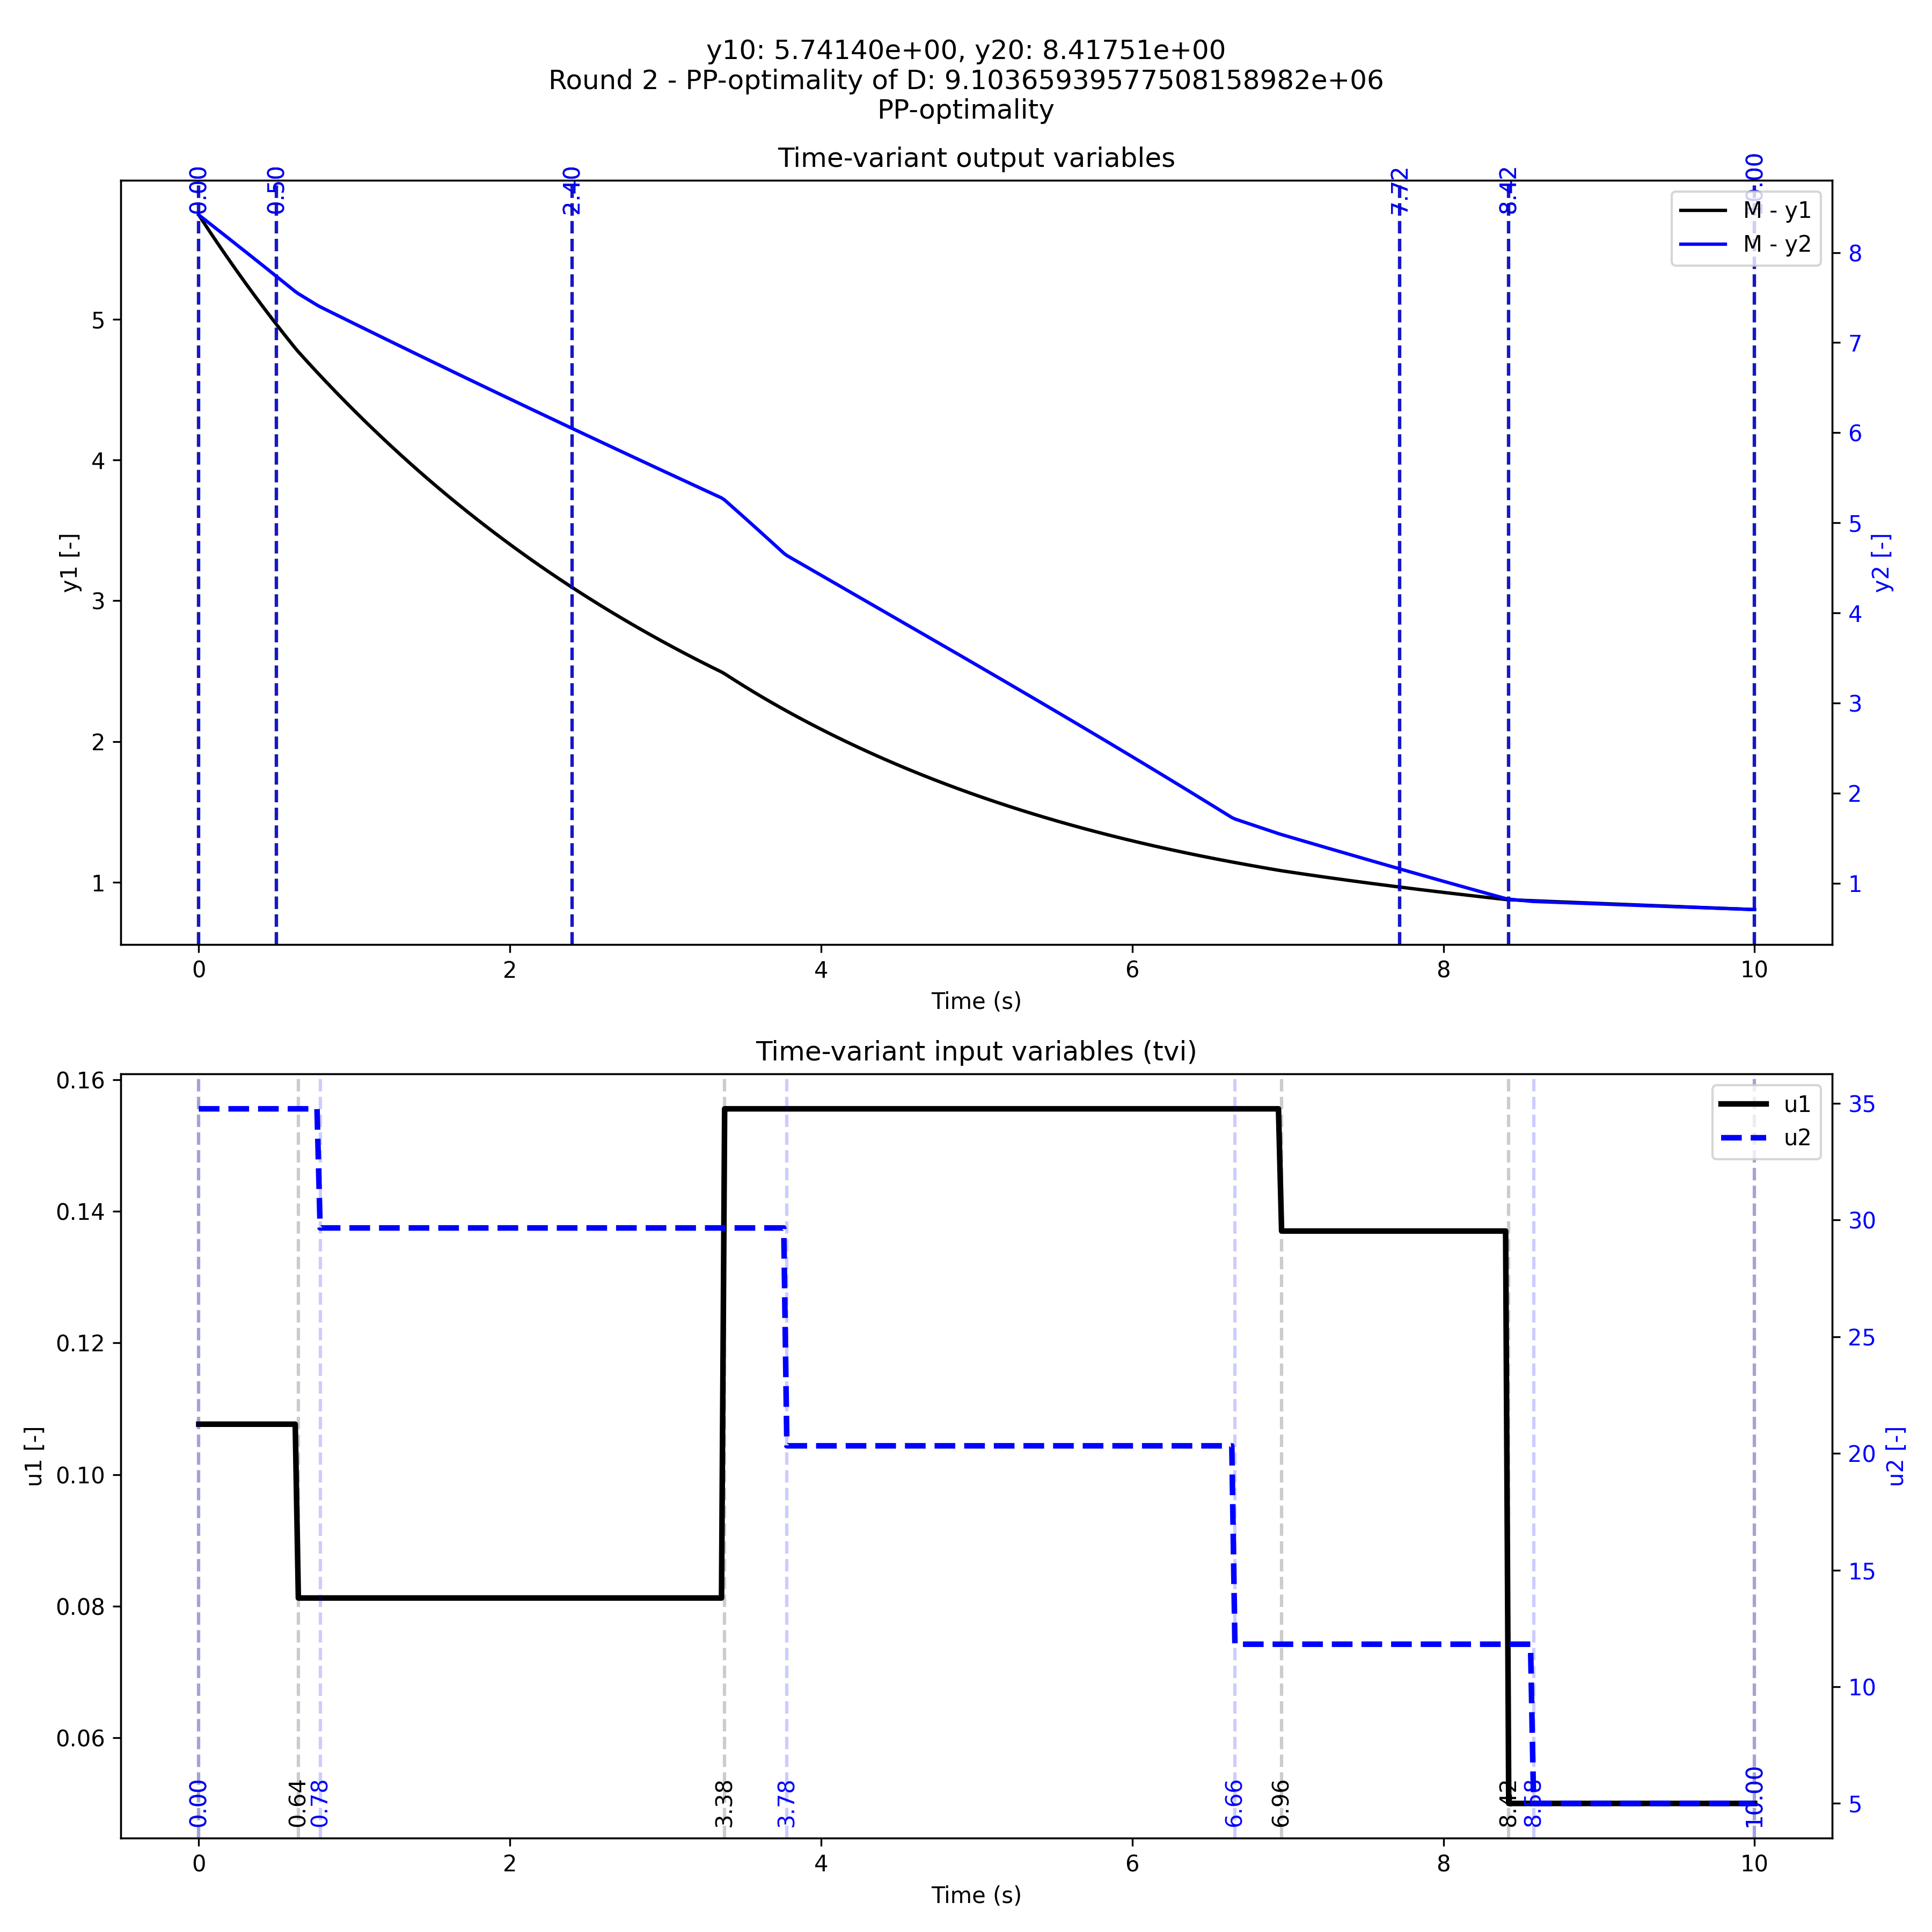 y10: 5.74140e+00, y20: 8.41751e+00
Round 2 - PP-optimality of D: 9.10365939577508158982e+06
PP-optimality
Time-variant output variables
0.00
0.50
2.40
7.72
8.42
M - y1
M - y2
5
4
3
2
1
y1 [-]
8
7
6
5
4
3
2
1
y2 [-]
0 2 4 6 8 10
Time (s)
Time-variant input variables (tvi)
u1
u2
0.16
0.14
0.12
0.10
0.08
0.06
u1 [-]
35
30
25
20
15
10
5
u2 [-]
0.00
0.64
0.78
3.38
3.78
6.66
6.96
8.42
8.58
10.00
0 2 4 6 8 10
Time (s)